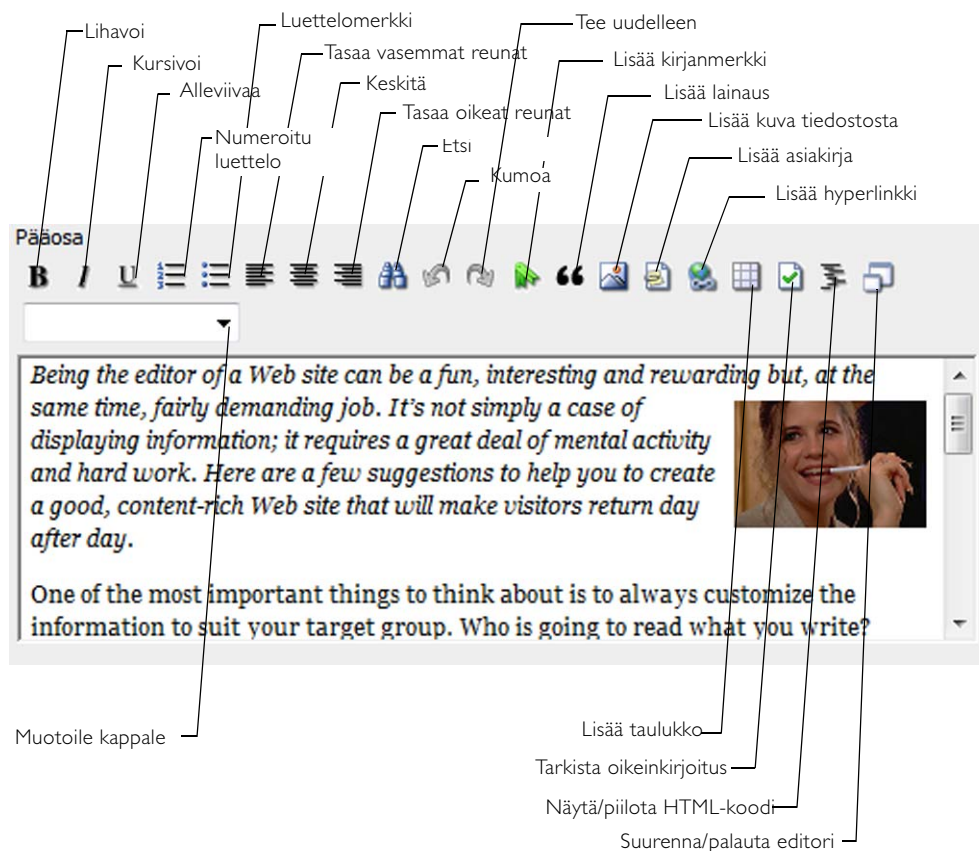 Lihavoi
Luettelomerkki
Tee uudelleen
Kursivoi
Tasaa vasemmat reunat
Lisää kirjanmerkki
Alleviivaa
Keskitä
Lisää lainaus
Numeroitu
luettelo
Tasaa oikeat reunat
Lisää kuva tiedostosta
Etsi
Lisää asiakirja
Kumoa
Lisää hyperlinkki
Pääosa
B I U
Being the editor of a Web site can be a fun, interesting and rewarding but, at the
same time, fairly demanding job. It's not simply a case of
displaying information; it requires a great deal of mental activity
and hard work. Here are a few suggestions to help you to create
a good, content-rich Web site that will make visitors return day
after day.
One of the most important things to think about is to always customize the
information to suit your target group. Who is going to read what you write?
Muotoile kappale
Lisää taulukko
Tarkista oikeinkirjoitus
Näytä/piilota HTML-koodi
Suurenna/palauta editori